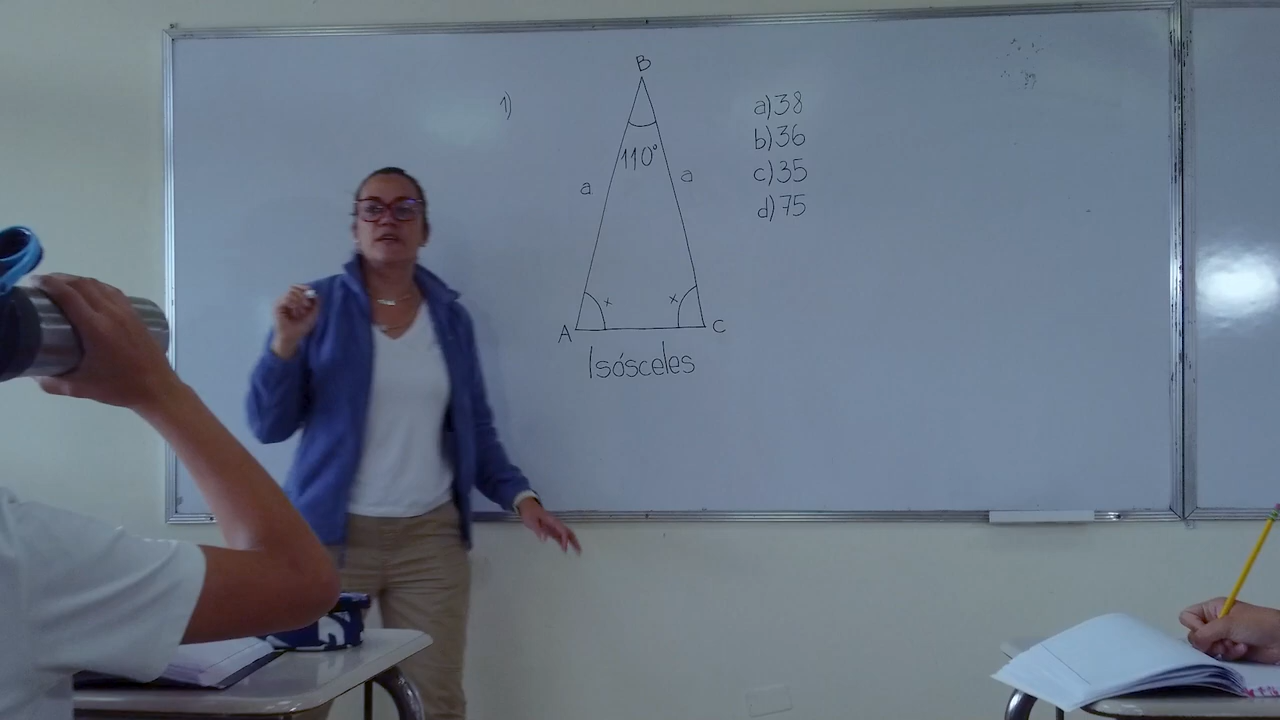 1)
B
110°
a
a
x
x
A
C
Isósceles
a)38
b)36
c)35
d)75